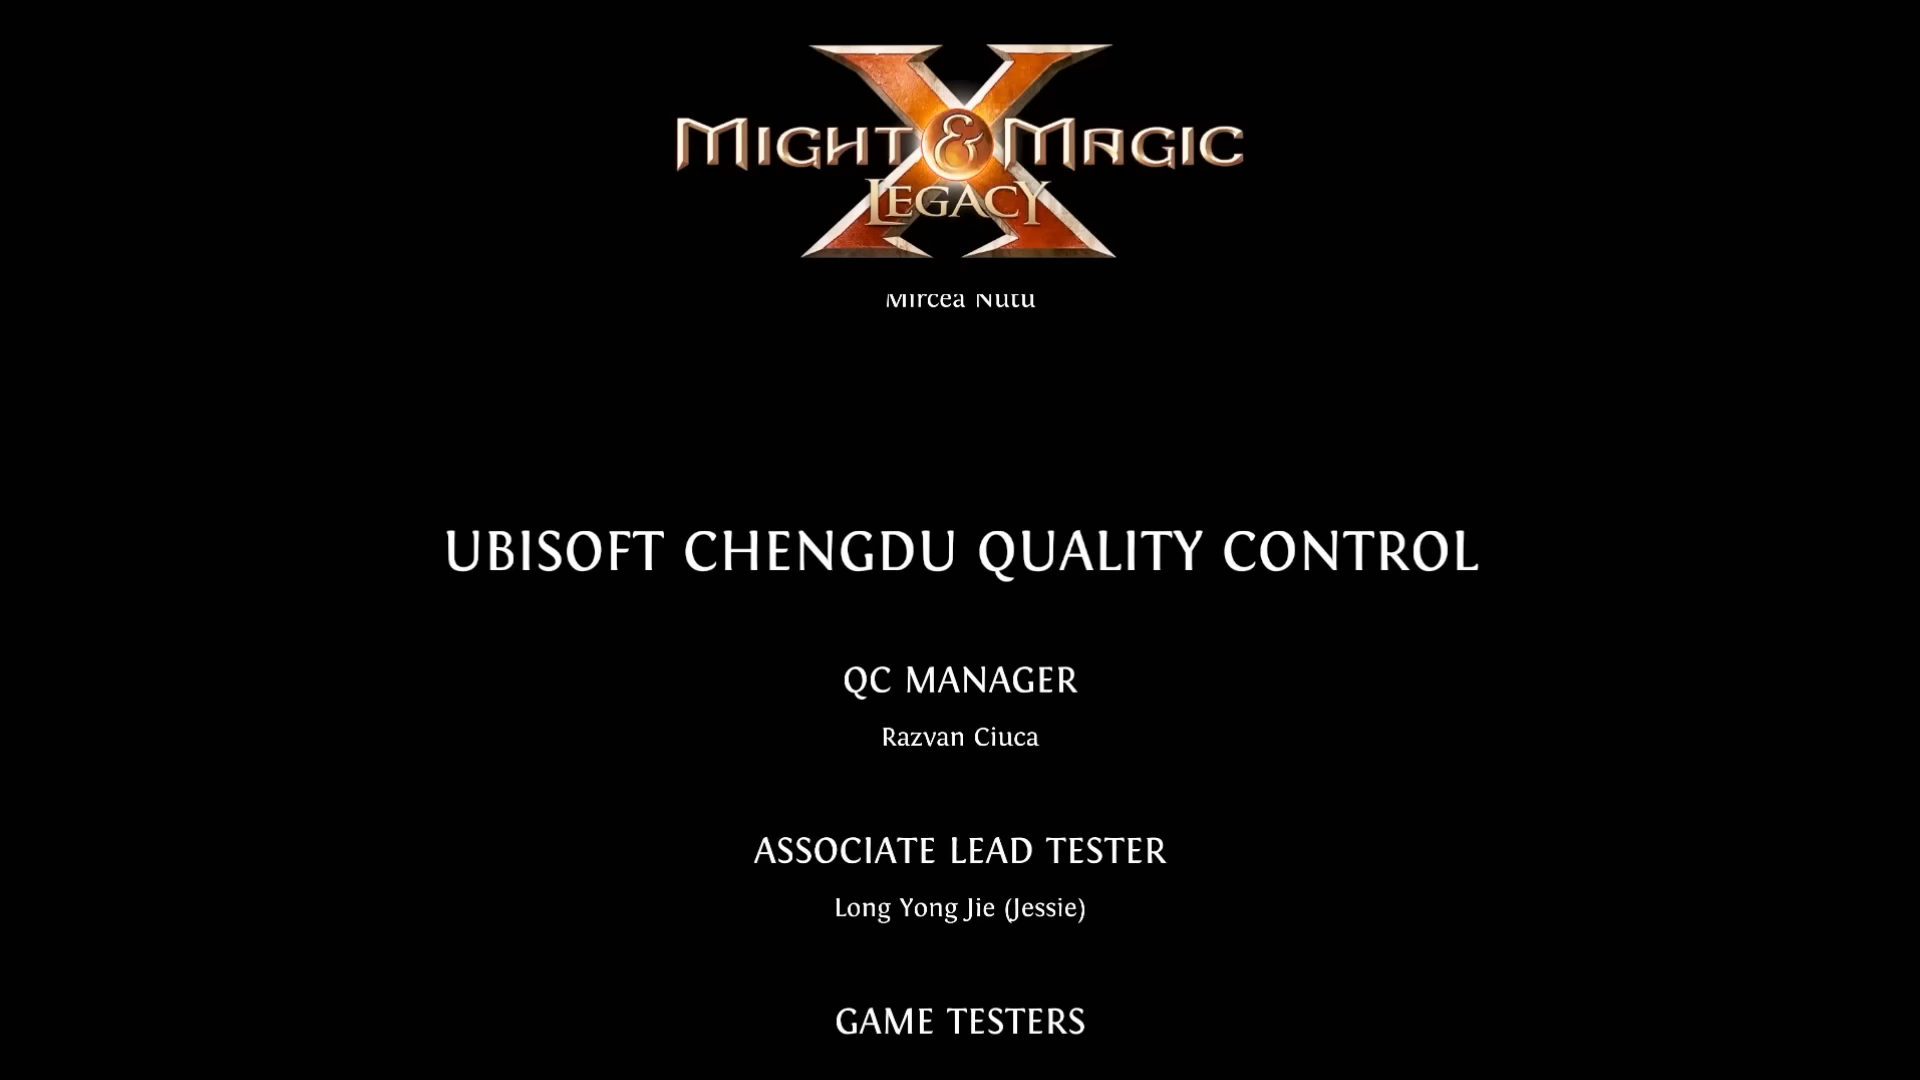 MIGHT & MAGIC
X
LEGACY
Mircea Nutu
UBISOFT CHENGDU QUALITY CONTROL
QC MANAGER
Razvan Ciuca
ASSOCIATE LEAD TESTER
Long Yong Jie (Jessie)
GAME TESTERS